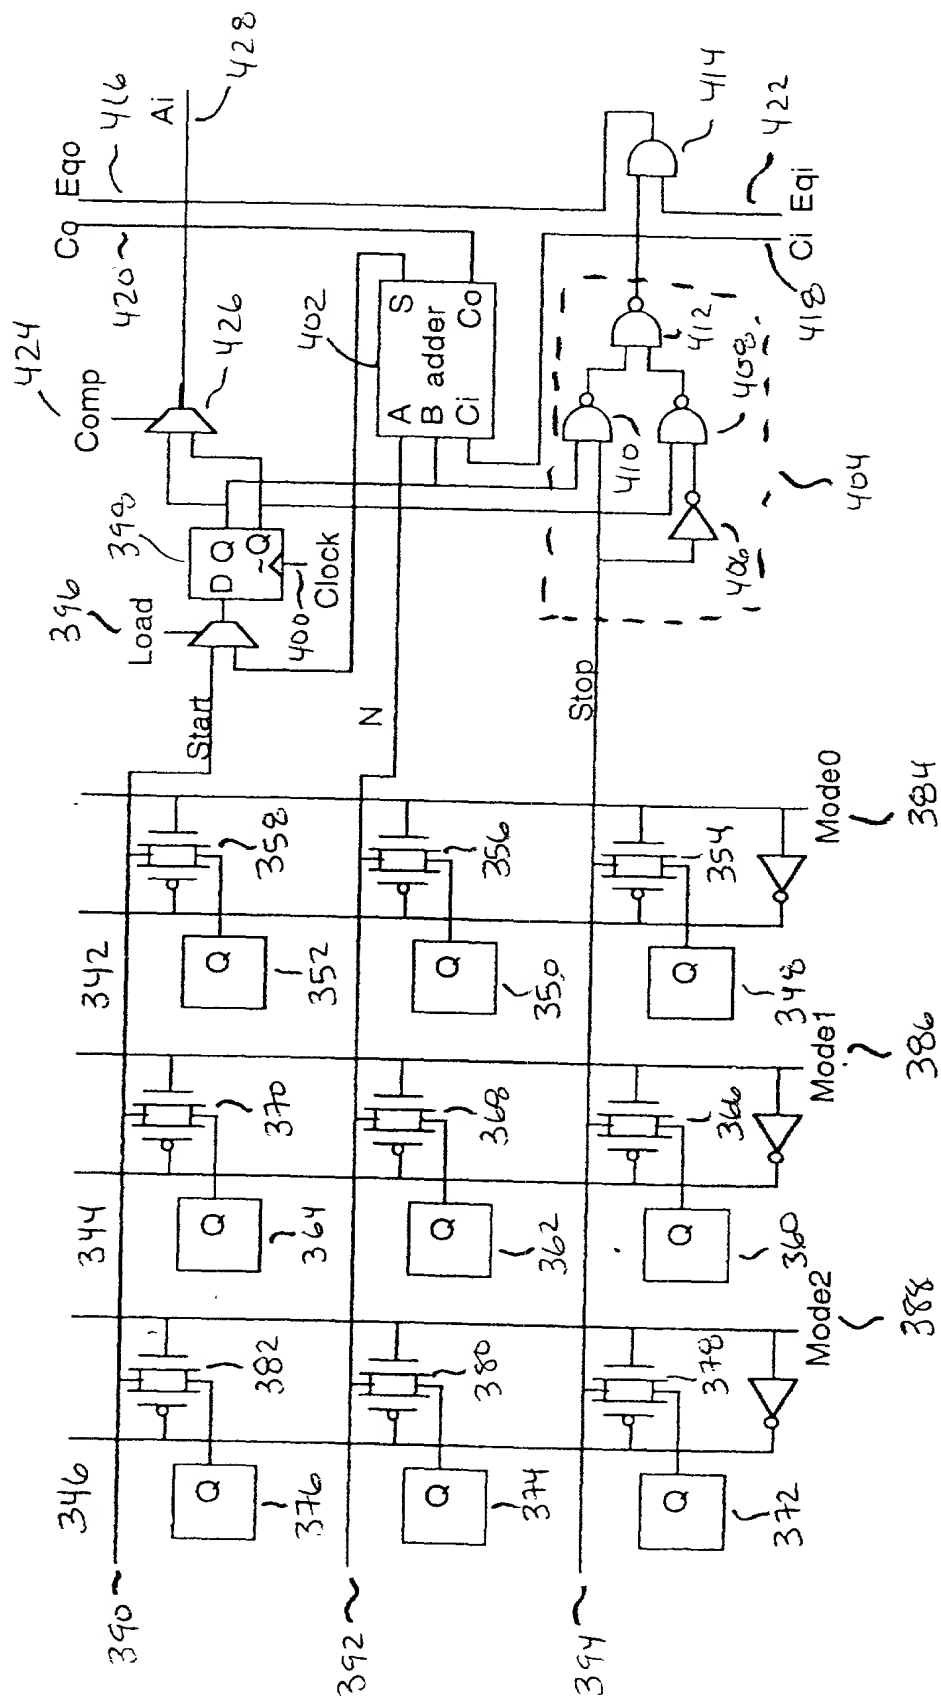 424
Comp
420
Co
Eqo
416
Ai
428
426
396
Load
398
D Q
~Q
400
Clock
402
A
B adder
Ci
S
Co
Start
N
Stop
410
412
408
406
404
414
422
Eqi
Ci
418
342
358
Q
352
356
Q
350
354
Q
348
Mode0
384
344
370
Q
364
368
Q
362
366
Q
360
Mode1
386
346
382
Q
376
380
Q
374
378
Q
372
Mode2
388
390
392
394